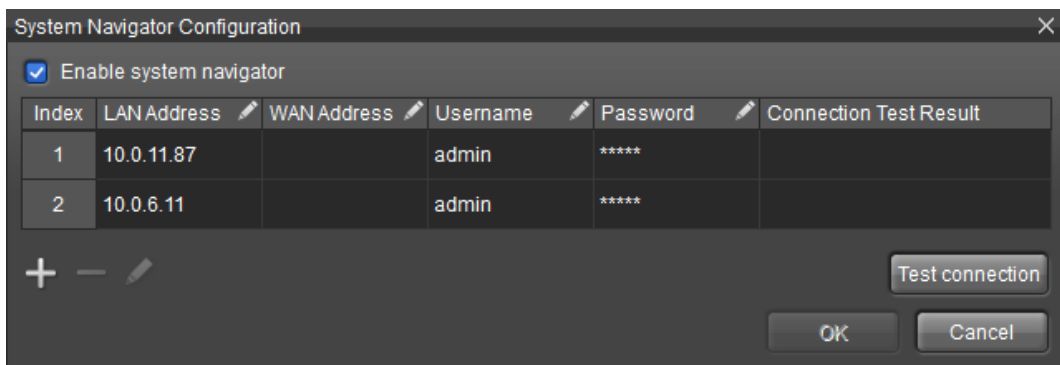 System Navigator Configuration
Enable system navigator
Index LAN Address WAN Address Username Password Connection Test Result
1 10.0.11.87 admin *****
2 10.0.6.11 admin *****
Test connection
OK Cancel